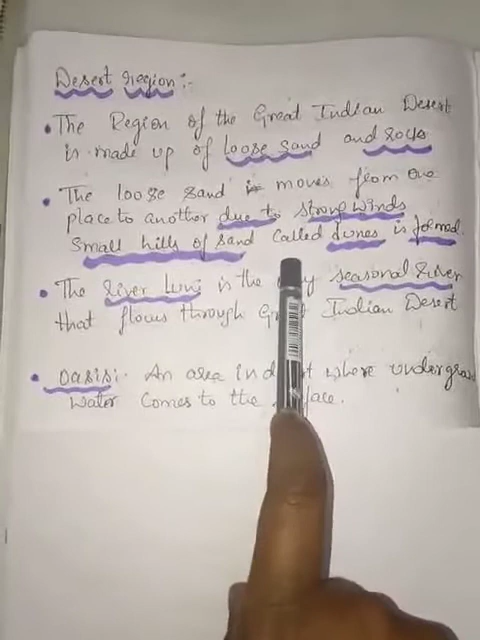 Desert region:-
• The Region of the Great Indian Desert
is made up of loose sand and rocks
• The loose sand moves from one
place to another due to strong winds
Small hills of sand called dunes is formed.
• The River Luni is the seasonal river
that flows through Indian Desert
• Oasis:- An area in where underground
water comes to the